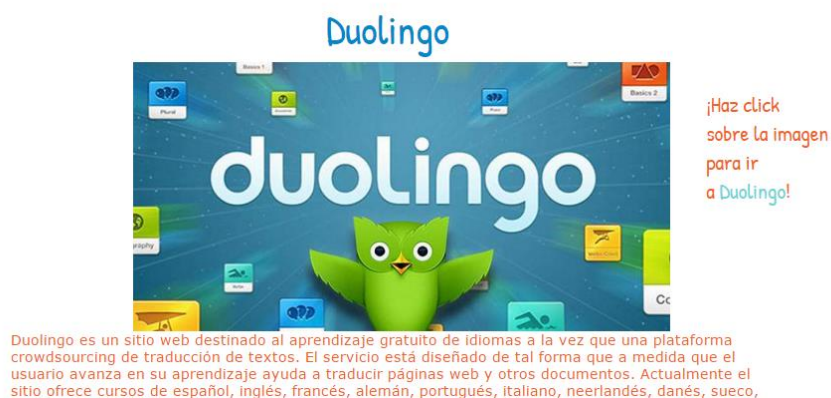 Duolingo
Basics 1
Basics 2
Plural
¡Haz click
sobre la imagen
para ir
a Duolingo!
duolingo
Co
Duolingo es un sitio web destinado al aprendizaje gratuito de idiomas a la vez que una plataforma
crowdsourcing de traducción de textos. El servicio está diseñado de tal forma que a medida que el
usuario avanza en su aprendizaje ayuda a traducir páginas web y otros documentos. Actualmente el
sitio ofrece cursos de español, inglés, francés, alemán, portugués, italiano, neerlandés, danés, sueco,